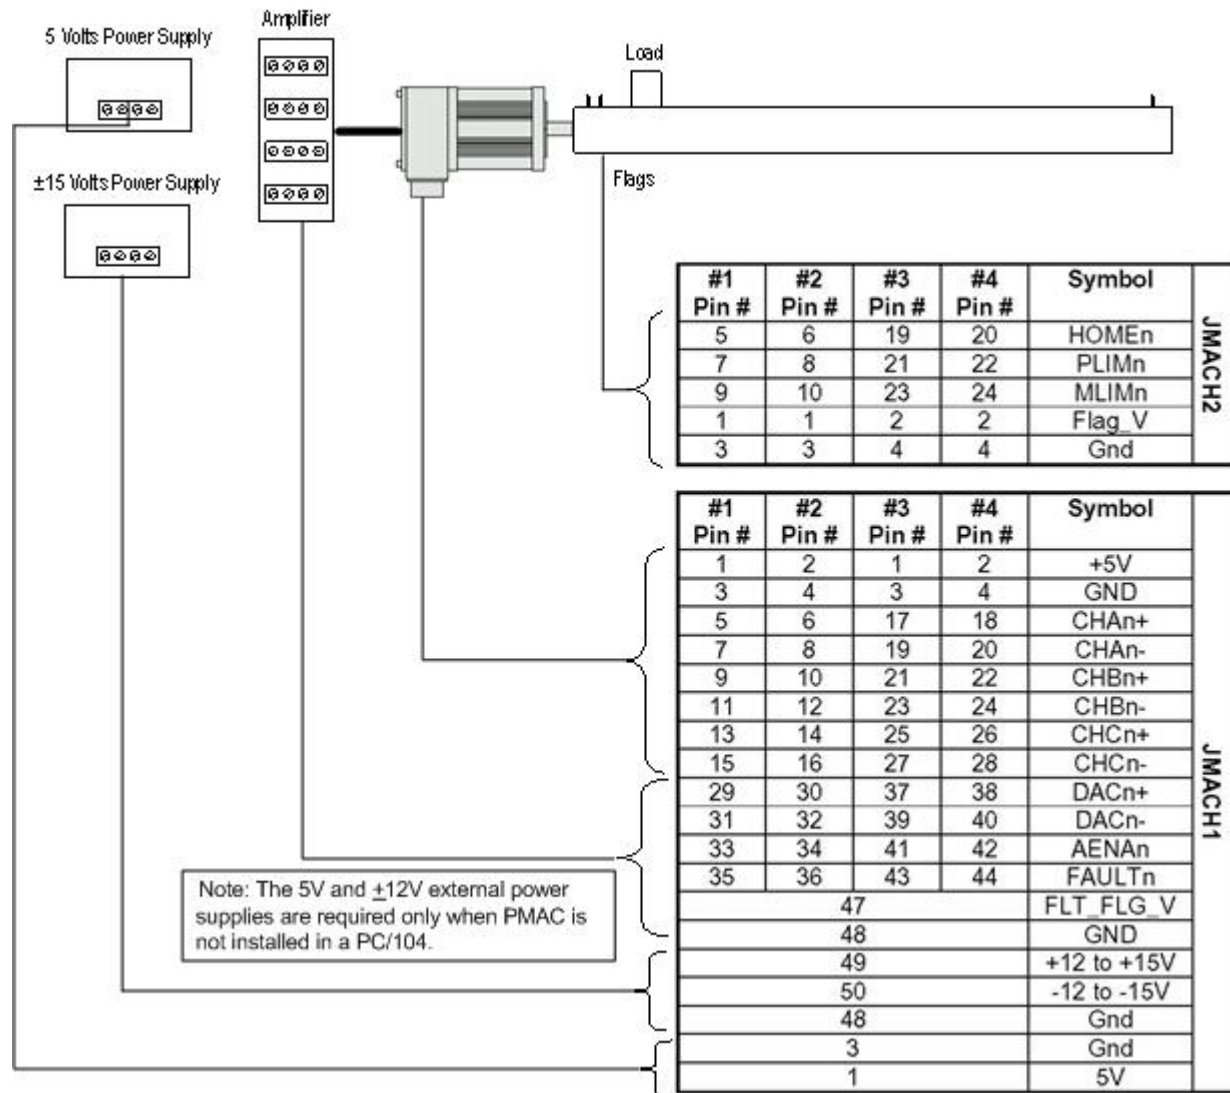 Amplifier
5 Volts Power Supply
Load
±15 Volts Power Supply
Flags
#1 #2 #3 #4 Symbol
Pin # Pin # Pin # Pin #
5 6 19 20 HOMEn
7 8 21 22 PLIMn
9 10 23 24 MLIMn
1 1 2 2 Flag_V
3 3 4 4 Gnd
JMACH2
#1 #2 #3 #4 Symbol
Pin # Pin # Pin # Pin #
1 2 1 2 +5V
3 4 3 4 GND
5 6 17 18 CHAn+
7 8 19 20 CHAn-
9 10 21 22 CHBn+
11 12 23 24 CHBn-
13 14 25 26 CHCn+
15 16 27 28 CHCn-
29 30 37 38 DACn+
31 32 39 40 DACn-
33 34 41 42 AENAn
35 36 43 44 FAULTn
47 FLT_FLG_V
48 GND
49 +12 to +15V
50 -12 to -15V
48 Gnd
3 Gnd
1 5V
JMACH1
Note: The 5V and ±12V external power
supplies are required only when PMAC is
not installed in a PC/104.